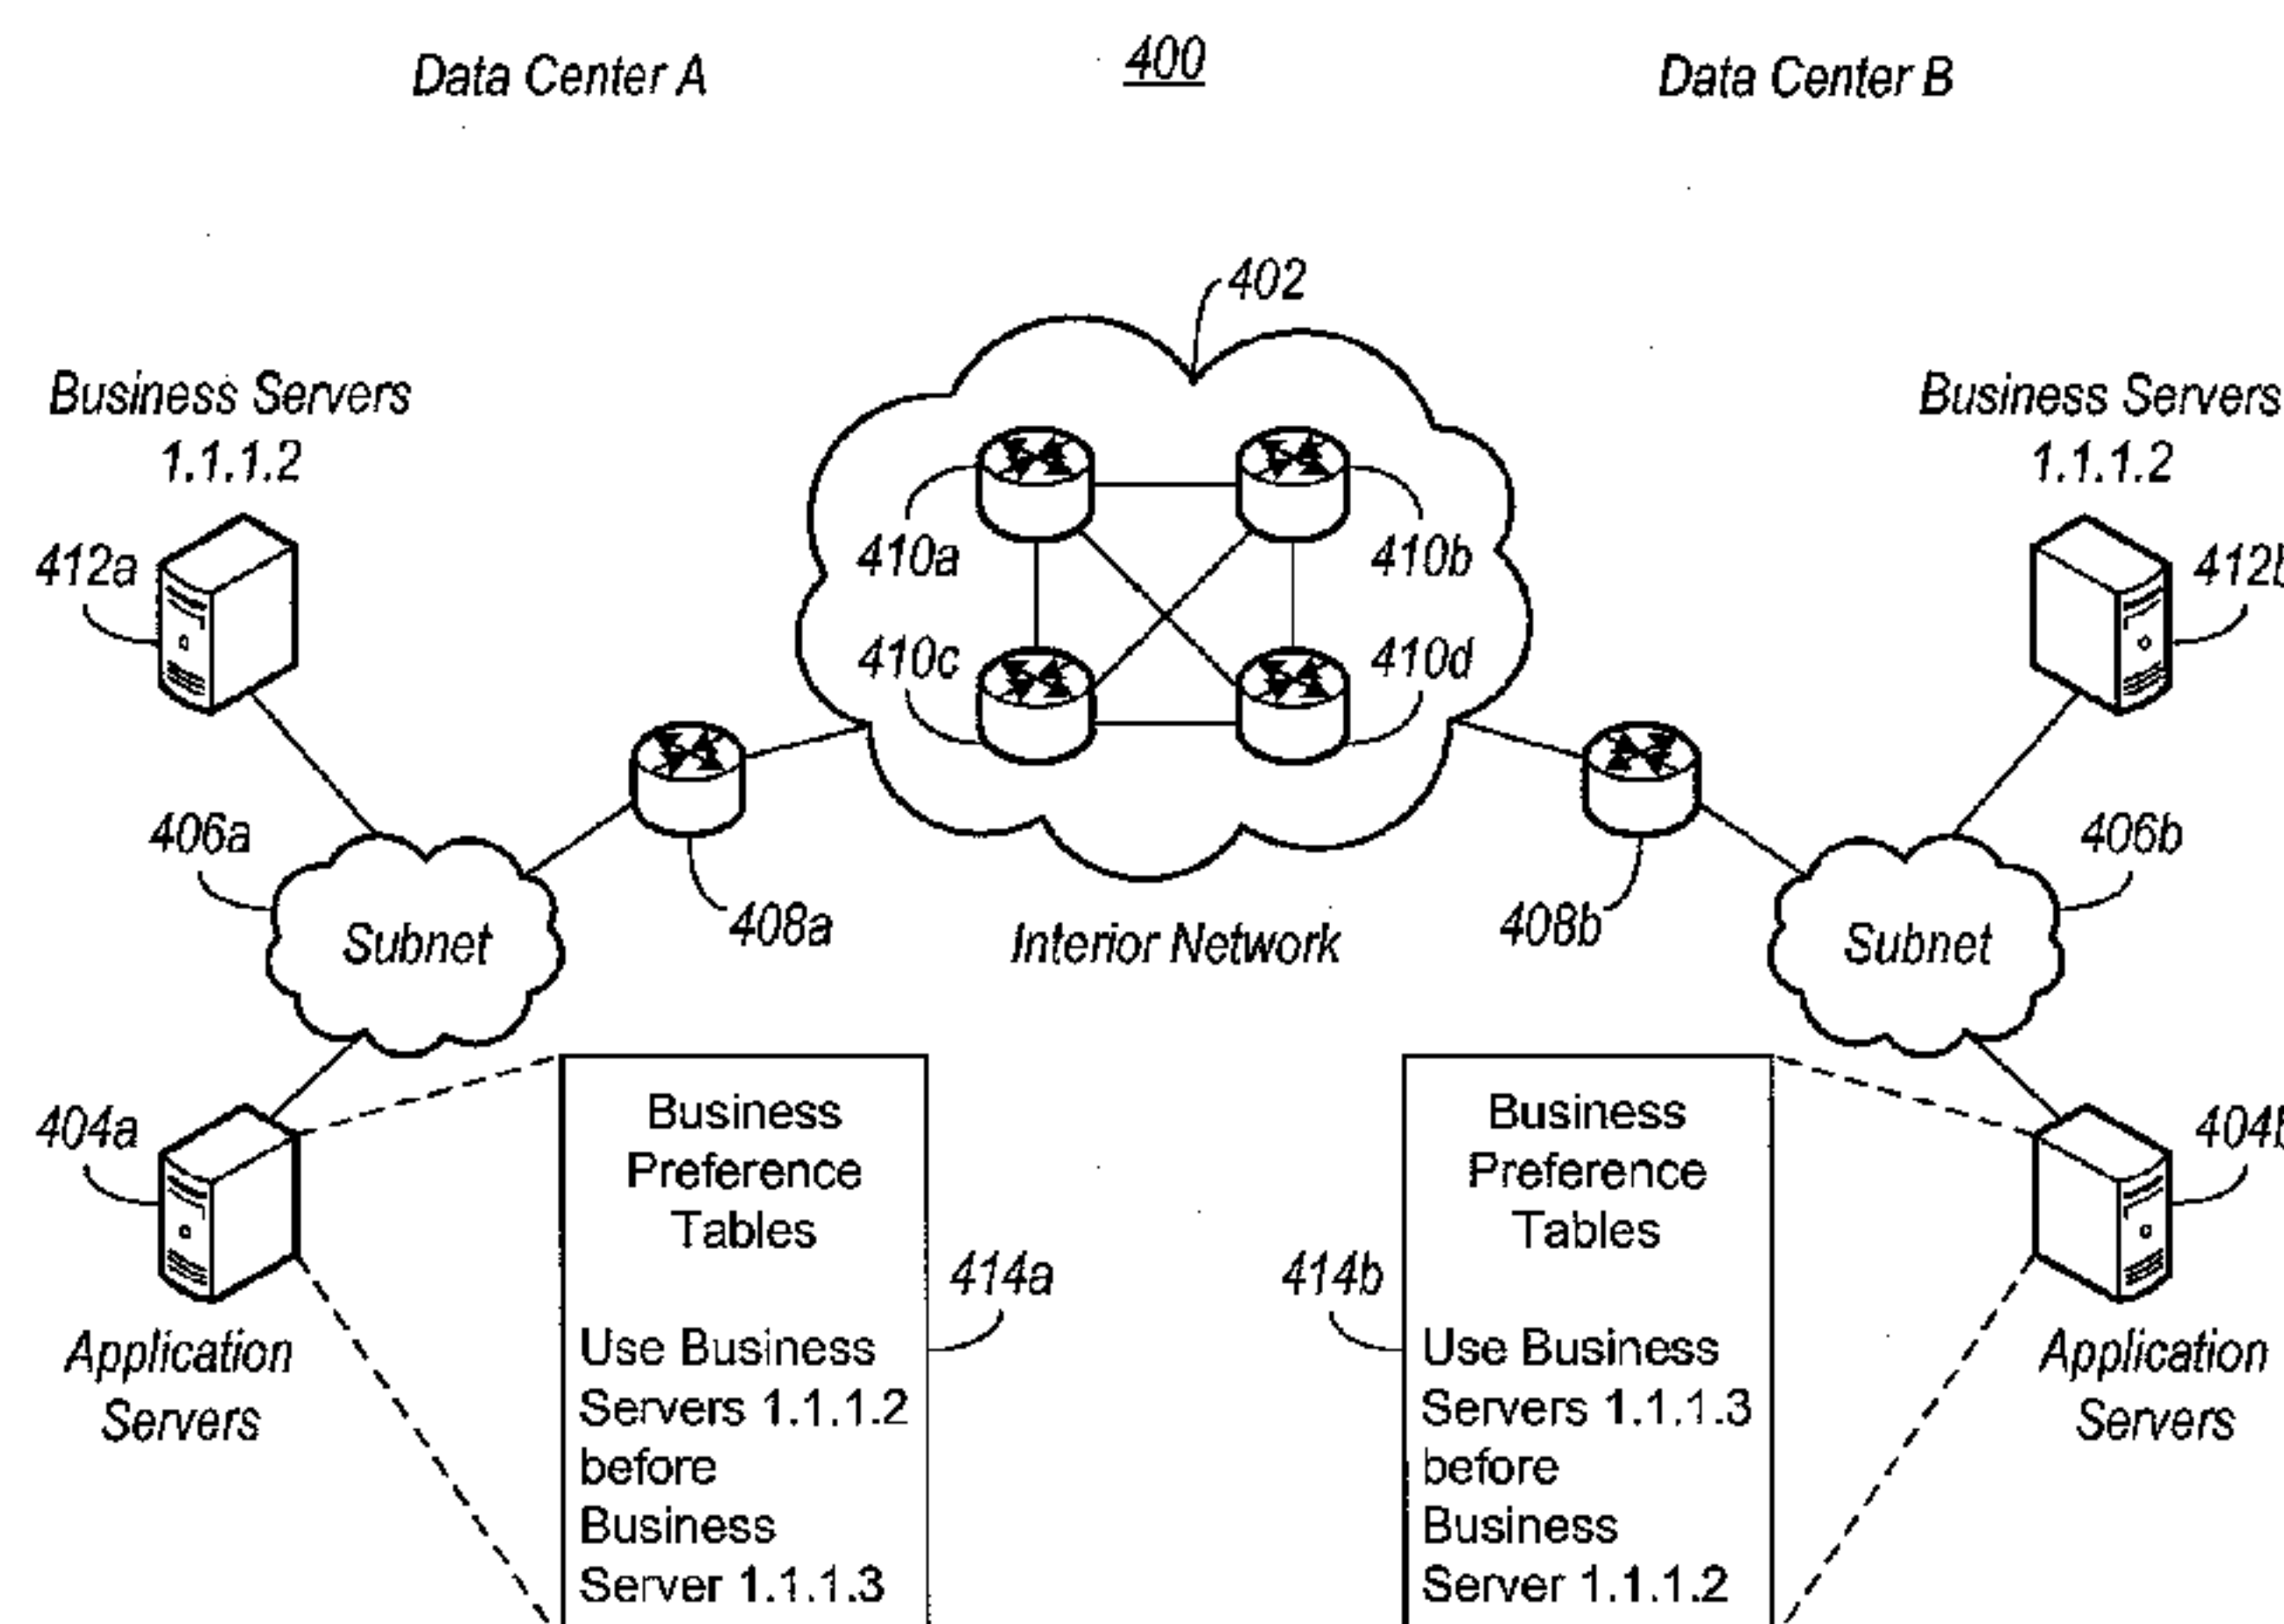 Data Center A
400
Data Center B
402
Business Servers
1.1.1.2
Business Servers
1.1.1.2
412a
410a
410b
412b
410c
410d
406a
406b
Subnet
408a
Interior Network
408b
Subnet
404a
Business
Preference
Tables
Business
Preference
Tables
404b
414a
414b
Application
Servers
Use Business
Servers 1.1.1.2
before
Business
Server 1.1.1.3
Use Business
Servers 1.1.1.3
before
Business
Server 1.1.1.2
Application
Servers